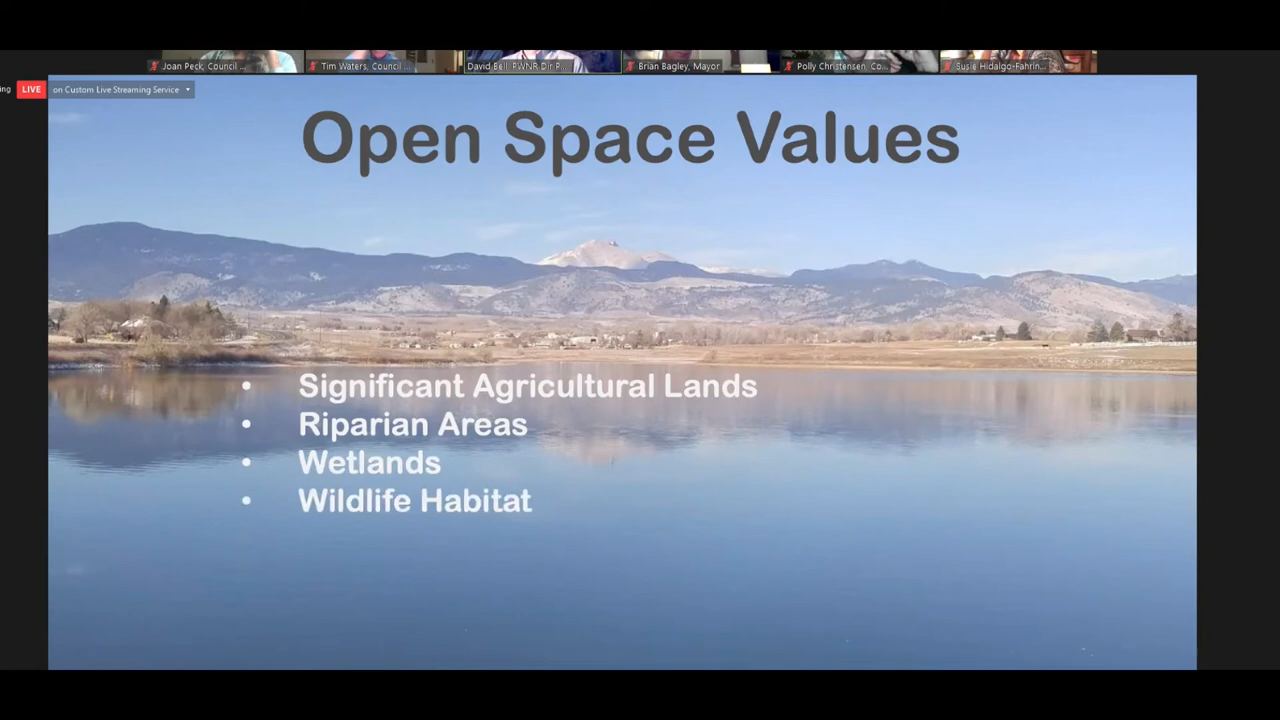 Joan Peck, Council ...
Tim Waters, Council ...
David Bell, PWNR Dir P...
Brian Bagley, Mayor
Polly Christensen, Co...
Susie Hidalgo-Fahrin...
ing
LIVE
on Custom Live Streaming Service
Open Space Values
• Significant Agricultural Lands
• Riparian Areas
• Wetlands
• Wildlife Habitat